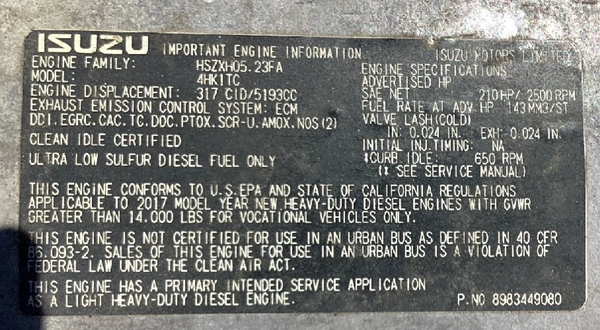 ISUZU IMPORTANT ENGINE INFORMATION ISUZU MOTORS LIMITED
ENGINE FAMILY: HSZXH05.23FA
MODEL: 4HK1TC
ENGINE DISPLACEMENT: 317 CID/5193CC
EXHAUST EMISSION CONTROL SYSTEM: ECM
DDI.EGRC.CAC.TC.DOC.PTOX.SCR-U.AMOX.NOS(2)
CLEAN IDLE CERTIFIED
ULTRA LOW SULFUR DIESEL FUEL ONLY
ENGINE SPECIFICATIONS
ADVERTISED HP
SAE NET 210HP/ 2500RPM
FUEL RATE AT ADV.HP 143MM3/ST
VALVE LASH(COLD)
IN: 0.024 IN. EXH: 0.024 IN.
INITIAL INJ.TIMING: NA
*CURB IDLE: 650 RPM
(* SEE SERVICE MANUAL)
THIS ENGINE CONFORMS TO U.S.EPA AND STATE OF CALIFORNIA REGULATIONS
APPLICABLE TO 2017 MODEL YEAR NEW HEAVY-DUTY DIESEL ENGINES WITH GVWR
GREATER THAN 14.000 LBS FOR VOCATIONAL VEHICLES ONLY.
THIS ENGINE IS NOT CERTIFIED FOR USE IN AN URBAN BUS AS DEFINED IN 40 CFR
86.093-2. SALES OF THIS ENGINE FOR USE IN AN URBAN BUS IS A VIOLATION OF
FEDERAL LAW UNDER THE CLEAN AIR ACT.
THIS ENGINE HAS A PRIMARY INTENDED SERVICE APPLICATION
AS A LIGHT HEAVY-DUTY DIESEL ENGINE. P.NO 8983449080